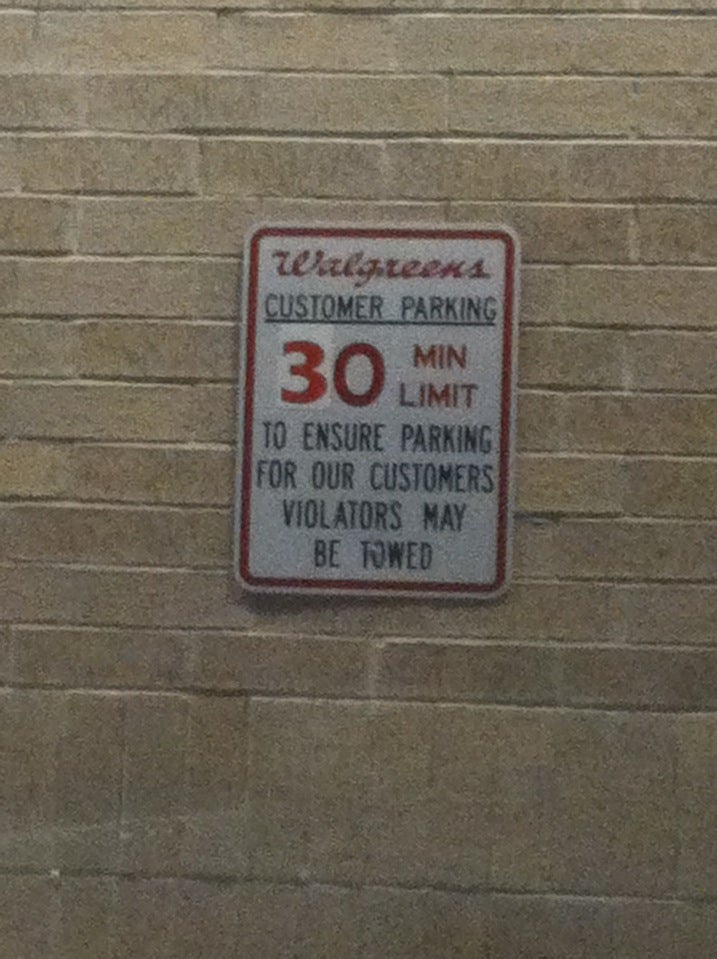 Walgreens
CUSTOMER PARKING
30 MIN LIMIT
TO ENSURE PARKING
FOR OUR CUSTOMERS
VIOLATORS MAY
BE TOWED